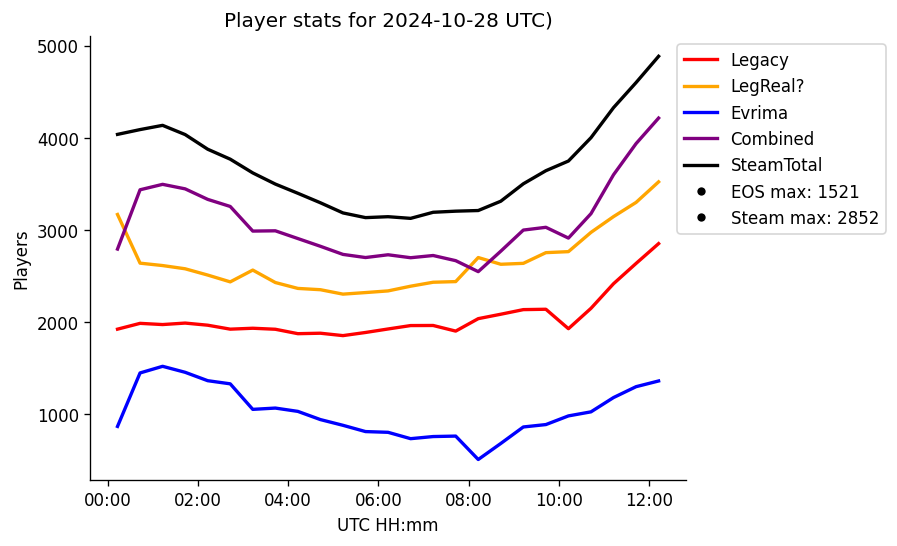 Player stats for 2024-10-28 UTC)
5000
4000
3000
2000
1000
Players
00:00 02:00 04:00 06:00 08:00 10:00 12:00
UTC HH:mm
Legacy
LegReal?
Evrima
Combined
SteamTotal
EOS max: 1521
Steam max: 2852